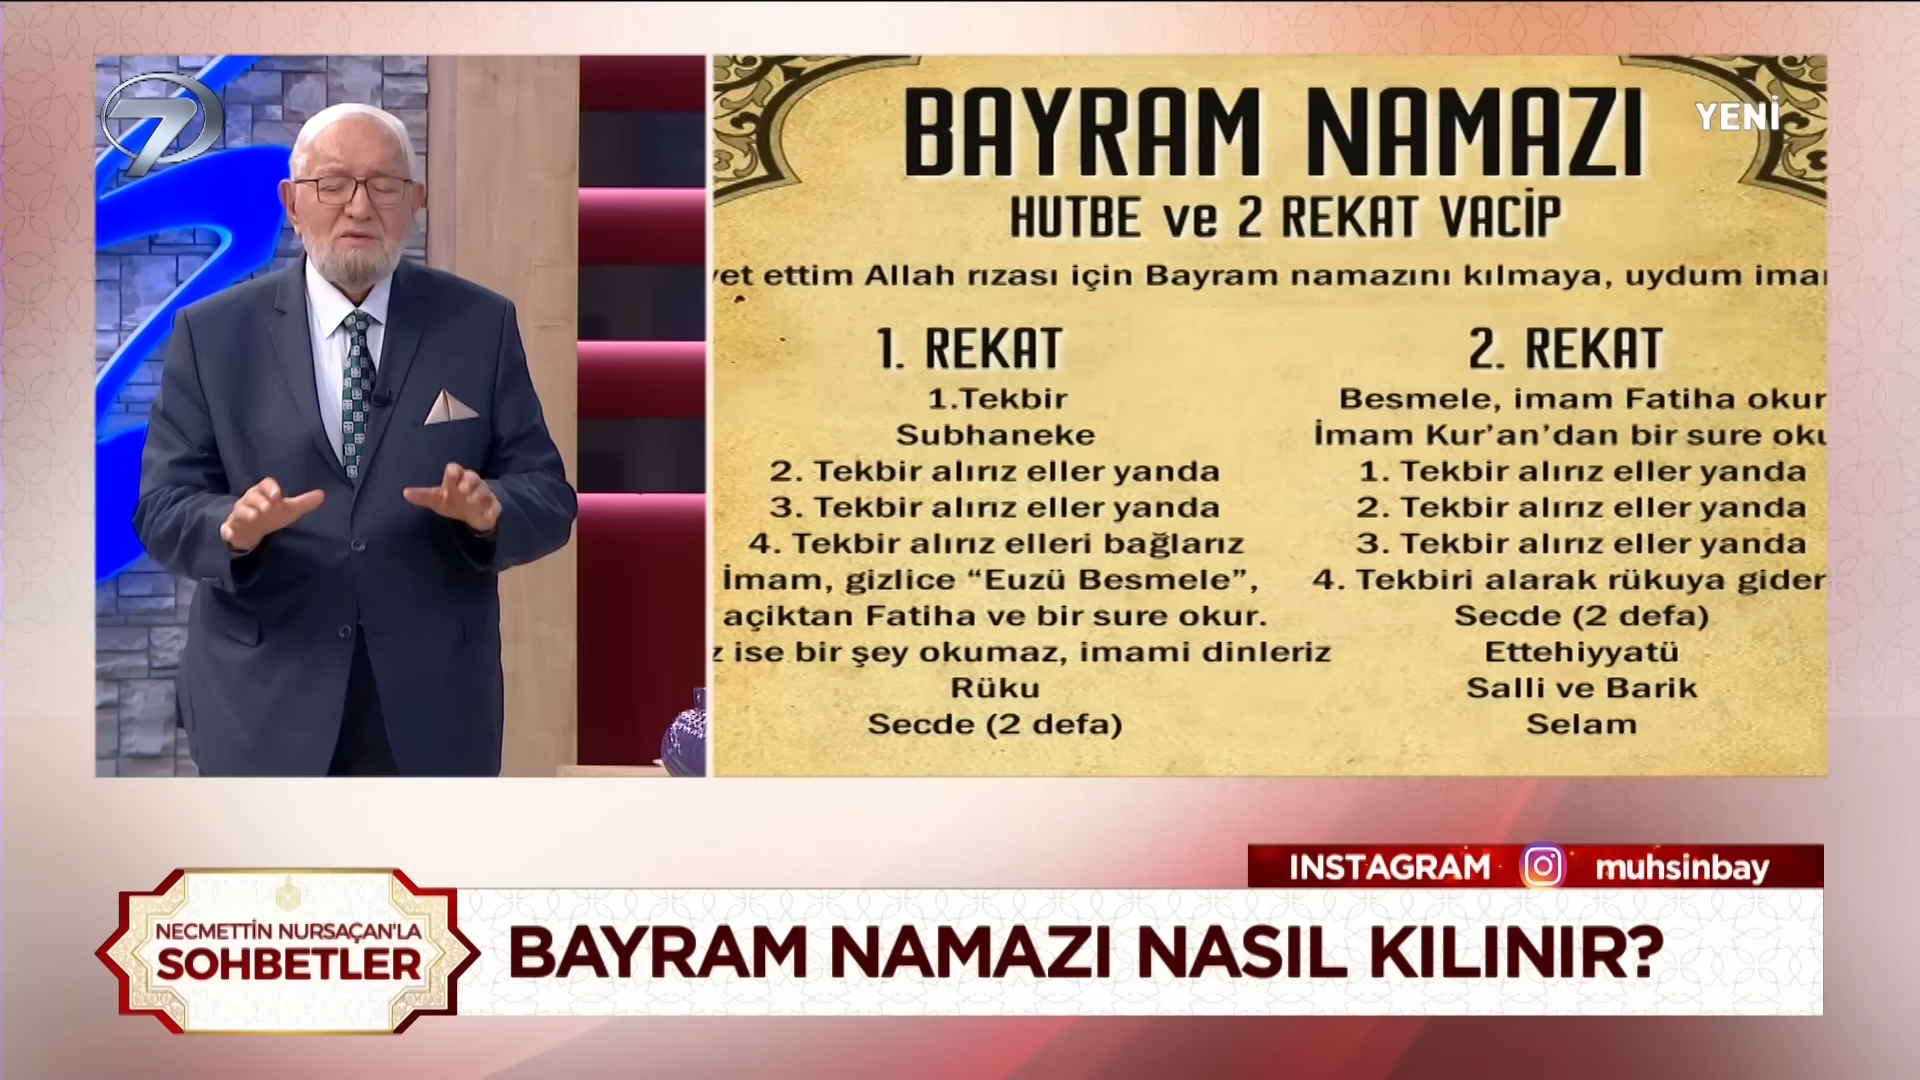 7
BAYRAM NAMAZI
YENİ
HUTBE ve 2 REKAT VACİP
et ettim Allah rızası için Bayram namazını kılmaya, uydum
1. REKAT
1.Tekbir
Subhaneke
2. Tekbir alırız eller yanda
3. Tekbir alırız eller yanda
4. Tekbir alırız elleri bağlarız
İmam, gizlice “Euzü Besmele”,
açiktan Fatiha ve bir sure okur.
z ise bir şey okumaz, imami dinleriz
Rüku
Secde (2 defa)
2. REKAT
Besmele, imam Fatiha okur
İmam Kur’an’dan bir sure
1. Tekbir alırız eller yanda
2. Tekbir alırız eller yanda
3. Tekbir alırız eller yanda
4. Tekbiri alarak rükuya gider
Secde (2 defa)
Ettehiyyatü
Salli ve Barik
Selam
INSTAGRAM muhsinbay
NECMETTİN NURSAÇAN'LA
SOHBETLER
BAYRAM NAMAZI NASIL KILINIR?